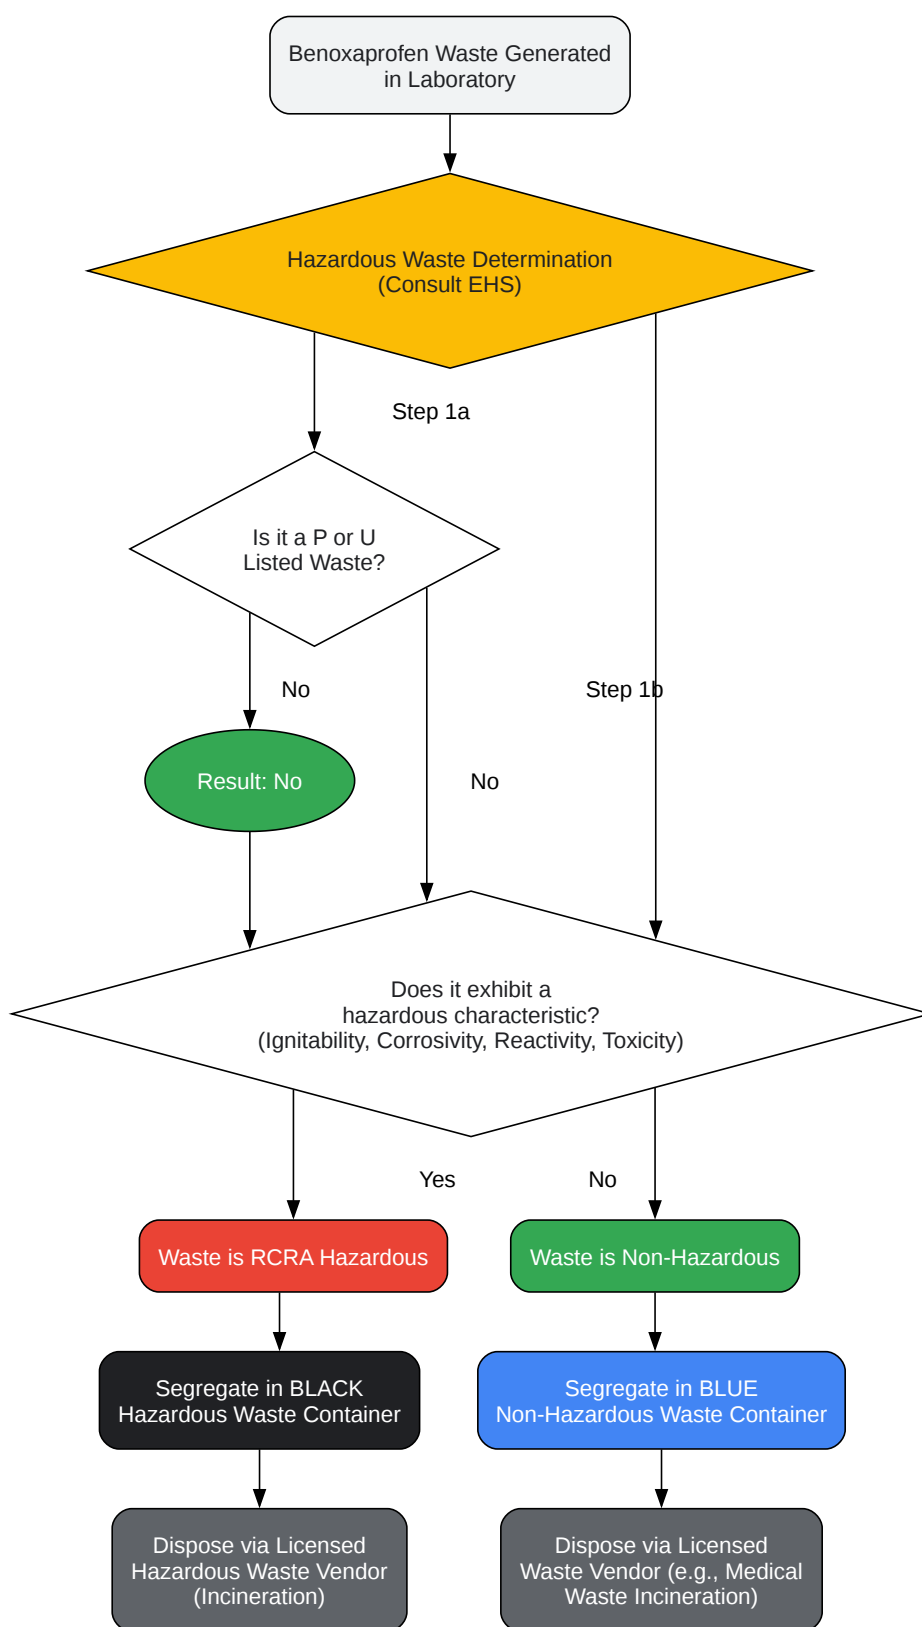 Benoxaprofen Waste Generated
in Laboratory
Hazardous Waste Determination
(Consult EHS)
Step 1a
Is it a P or U
Listed Waste?
No
Step 1b
Result: No
No
Does it exhibit a
hazardous characteristic?
(Ignitability, Corrosivity, Reactivity, Toxicity)
Yes
No
Waste is RCRA Hazardous
Waste is Non-Hazardous
Segregate in BLACK
Hazardous Waste Container
Segregate in BLUE
Non-Hazardous Waste Container
Dispose via Licensed
Hazardous Waste Vendor
(Incineration)
Dispose via Licensed
Waste Vendor (e.g., Medical
Waste Incineration)